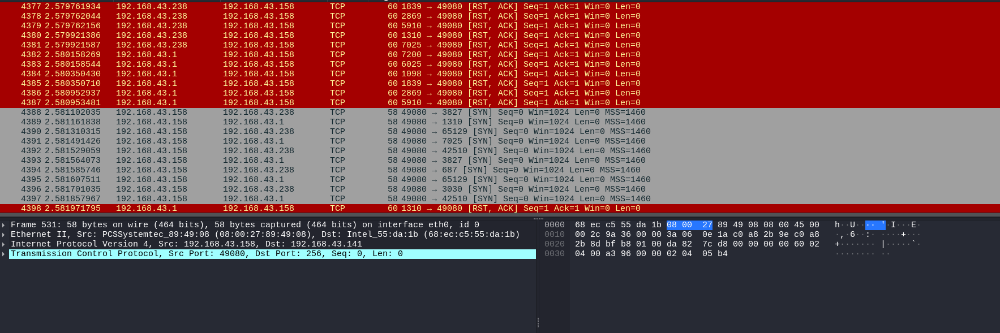 4377 2.579761934 192.168.43.238 192.168.43.158 TCP 60 1839 → 49080 [RST, ACK] Seq=1 Ack=1 Win=0 Len=0
4378 2.579762044 192.168.43.238 192.168.43.158 TCP 60 2869 → 49080 [RST, ACK] Seq=1 Ack=1 Win=0 Len=0
4379 2.579762156 192.168.43.238 192.168.43.158 TCP 60 5910 → 49080 [RST, ACK] Seq=1 Ack=1 Win=0 Len=0
4380 2.579921386 192.168.43.238 192.168.43.158 TCP 60 1310 → 49080 [RST, ACK] Seq=1 Ack=1 Win=0 Len=0
4381 2.579921587 192.168.43.238 192.168.43.158 TCP 60 7025 → 49080 [RST, ACK] Seq=1 Ack=1 Win=0 Len=0
4382 2.580158269 192.168.43.1 192.168.43.158 TCP 60 7200 → 49080 [RST, ACK] Seq=1 Ack=1 Win=0 Len=0
4383 2.580158544 192.168.43.1 192.168.43.158 TCP 60 6025 → 49080 [RST, ACK] Seq=1 Ack=1 Win=0 Len=0
4384 2.580350430 192.168.43.1 192.168.43.158 TCP 60 1098 → 49080 [RST, ACK] Seq=1 Ack=1 Win=0 Len=0
4385 2.580350710 192.168.43.1 192.168.43.158 TCP 60 1839 → 49080 [RST, ACK] Seq=1 Ack=1 Win=0 Len=0
4386 2.580952937 192.168.43.1 192.168.43.158 TCP 60 2869 → 49080 [RST, ACK] Seq=1 Ack=1 Win=0 Len=0
4387 2.580953481 192.168.43.1 192.168.43.158 TCP 60 5910 → 49080 [RST, ACK] Seq=1 Ack=1 Win=0 Len=0
4388 2.581102035 192.168.43.158 192.168.43.238 TCP 58 49080 → 3827 [SYN] Seq=0 Win=1024 Len=0 MSS=1460
4389 2.581161838 192.168.43.158 192.168.43.1 TCP 58 49080 → 1310 [SYN] Seq=0 Win=1024 Len=0 MSS=1460
4390 2.581310315 192.168.43.158 192.168.43.238 TCP 58 49080 → 65129 [SYN] Seq=0 Win=1024 Len=0 MSS=1460
4391 2.581491426 192.168.43.158 192.168.43.1 TCP 58 49080 → 7025 [SYN] Seq=0 Win=1024 Len=0 MSS=1460
4392 2.581529059 192.168.43.158 192.168.43.238 TCP 58 49080 → 42510 [SYN] Seq=0 Win=1024 Len=0 MSS=1460
4393 2.581564073 192.168.43.158 192.168.43.1 TCP 58 49080 → 3827 [SYN] Seq=0 Win=1024 Len=0 MSS=1460
4394 2.581585746 192.168.43.158 192.168.43.238 TCP 58 49080 → 687 [SYN] Seq=0 Win=1024 Len=0 MSS=1460
4395 2.581607511 192.168.43.158 192.168.43.1 TCP 58 49080 → 65129 [SYN] Seq=0 Win=1024 Len=0 MSS=1460
4396 2.581701035 192.168.43.158 192.168.43.238 TCP 58 49080 → 3030 [SYN] Seq=0 Win=1024 Len=0 MSS=1460
4397 2.581857967 192.168.43.158 192.168.43.1 TCP 58 49080 → 42510 [SYN] Seq=0 Win=1024 Len=0 MSS=1460
4398 2.581971795 192.168.43.1 192.168.43.158 TCP 60 1310 → 49080 [RST, ACK] Seq=1 Ack=1 Win=0 Len=0
Frame 531: 58 bytes on wire (464 bits), 58 bytes captured (464 bits) on interface eth0, id 0
Ethernet II, Src: PCSSystemtec_89:49:08 (08:00:27:89:49:08), Dst: Intel_55:da:1b (68:ec:c5:55:da:1b)
Internet Protocol Version 4, Src: 192.168.43.158, Dst: 192.168.43.141
Transmission Control Protocol, Src Port: 49080, Dst Port: 256, Seq: 0, Len: 0
0000 68 ec c5 55 da 1b 08 00 27 89 49 08 08 00 45 00 h··U····'·I···E·
0010 00 2c 9a 36 00 00 3a 06 0e 1a c0 a8 2b 9e c0 a8 ·,·6··:·····+···
0020 2b 8d bf b8 01 00 da 82 7c d8 00 00 00 00 60 02 +·······|·····`·
0030 04 00 a3 96 00 00 02 04 05 b4 ··········